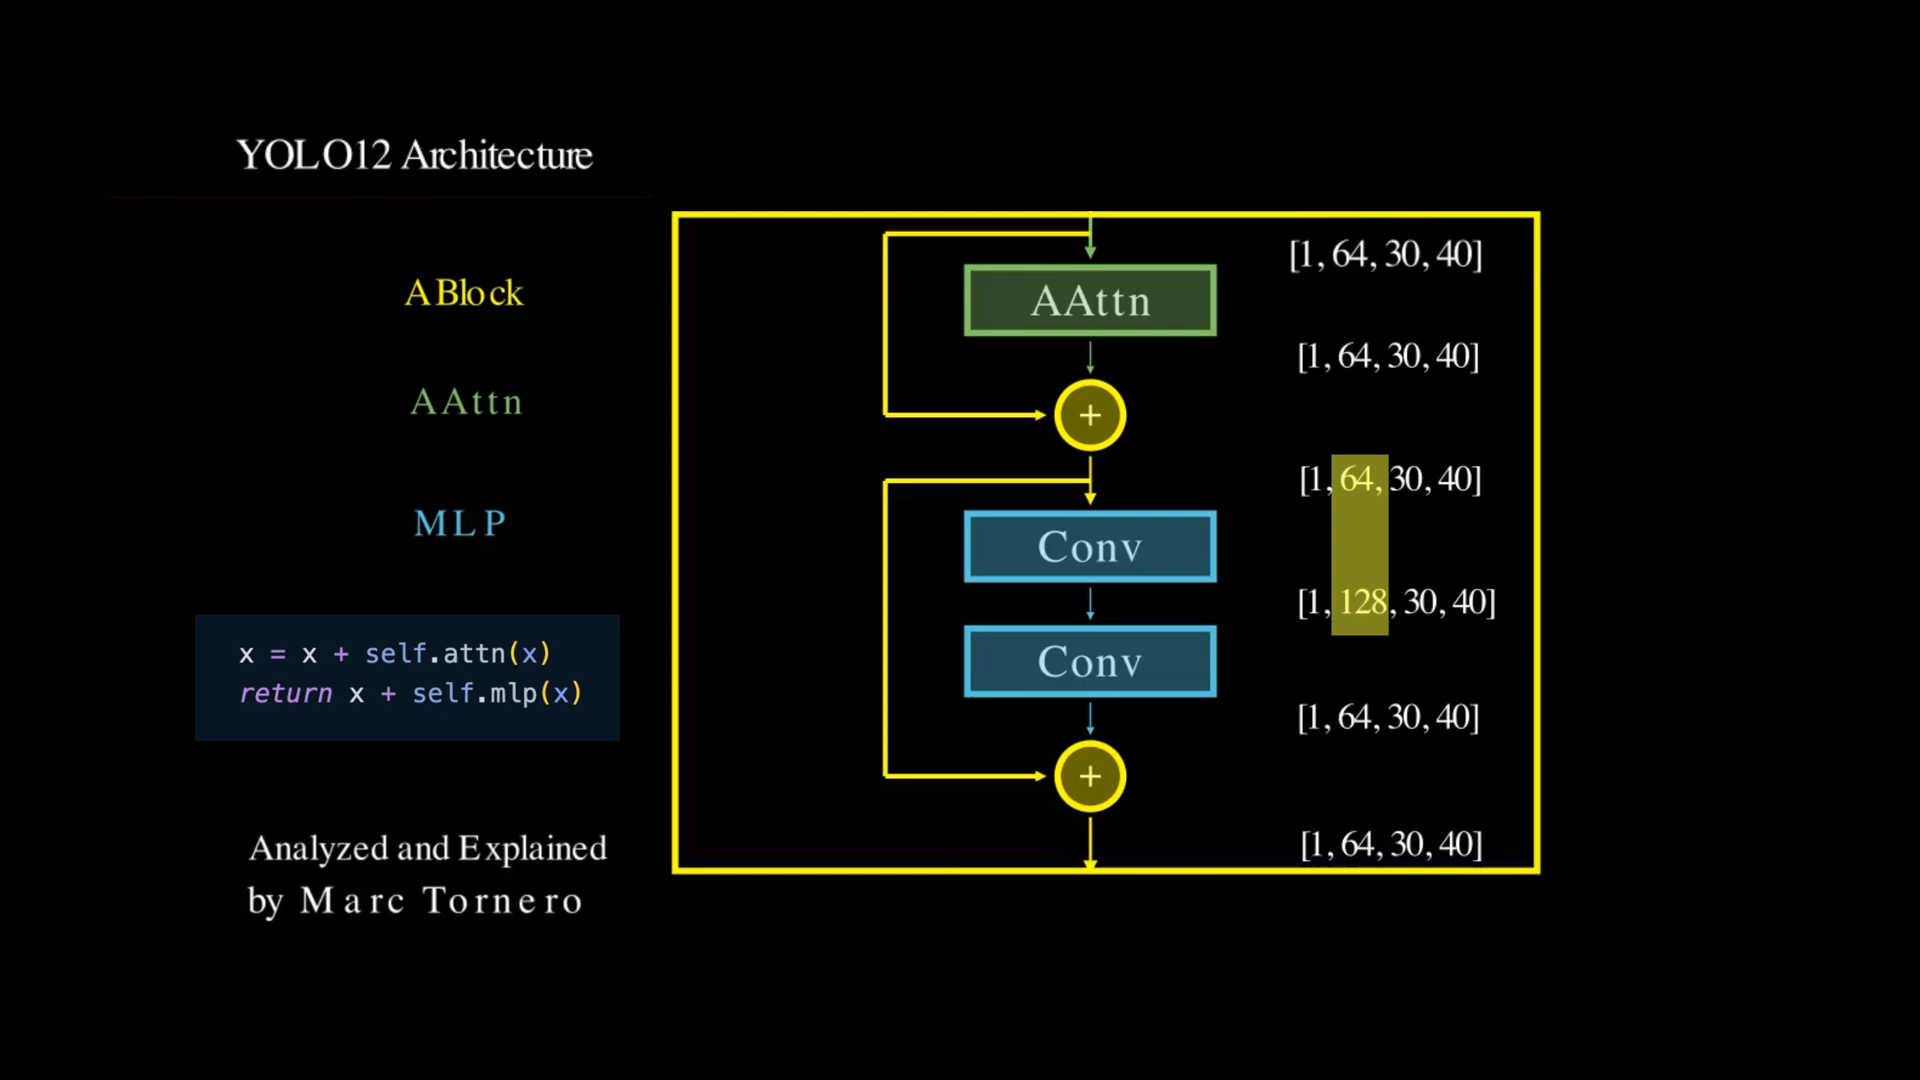 YOLO12 Architecture
ABlock
AAttn
MLP
x = x + self.attn(x)
return x + self.mlp(x)
Analyzed and Explained
by Marc Tornero
[1, 64, 30, 40]
AAttn
[1, 64, 30, 40]
+
[1, 64, 30, 40]
Conv
[1, 128, 30, 40]
Conv
[1, 64, 30, 40]
+
[1, 64, 30, 40]